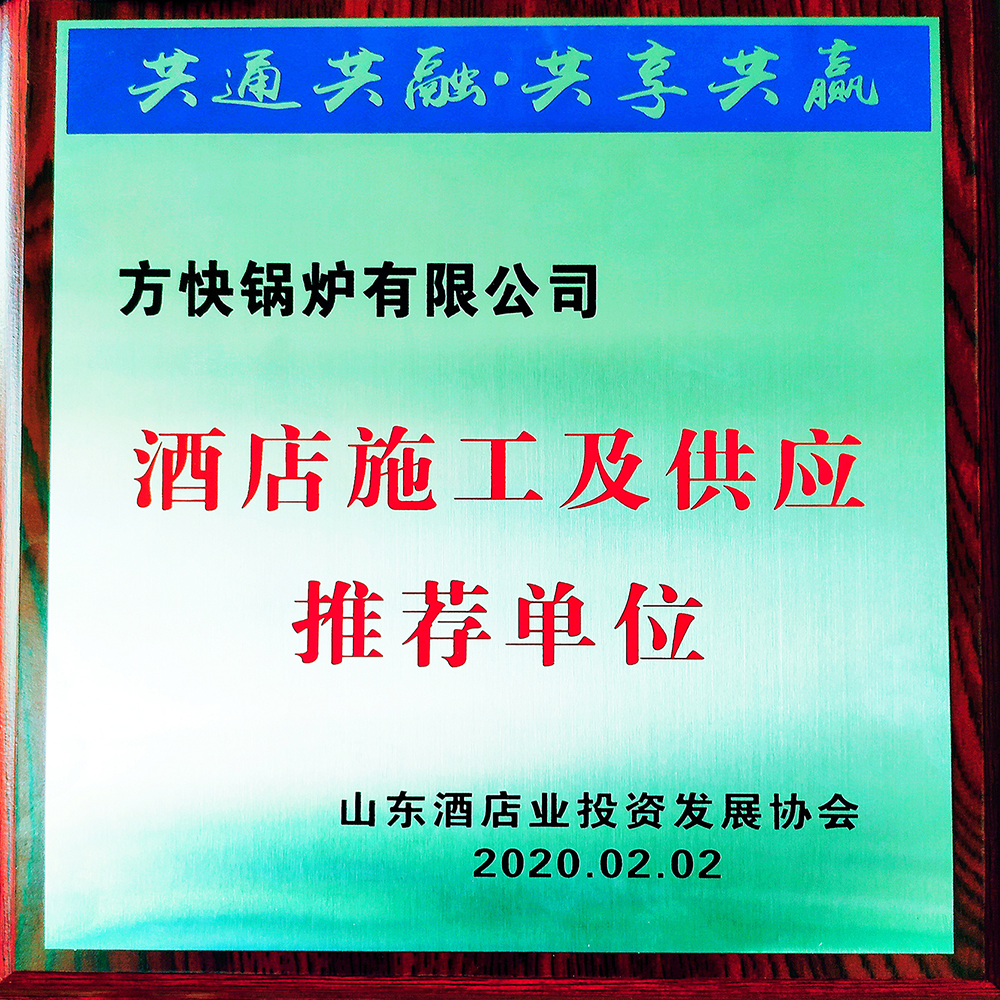 共通共融·共享共赢
方快锅炉有限公司
酒店施工及供应
推荐单位
山东酒店业投资发展协会
2020.02.02